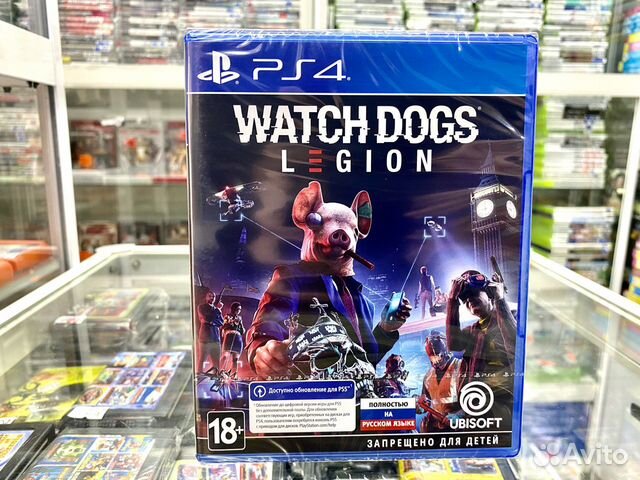 PS4
WATCH DOGS
LEGION
Доступно обновление для PS5
ПОЛНОСТЬЮ
НА
РУССКОМ ЯЗЫКЕ
UBISOFT
18+
ЗАПРЕЩЕНО ДЛЯ ДЕТЕЙ
Avito